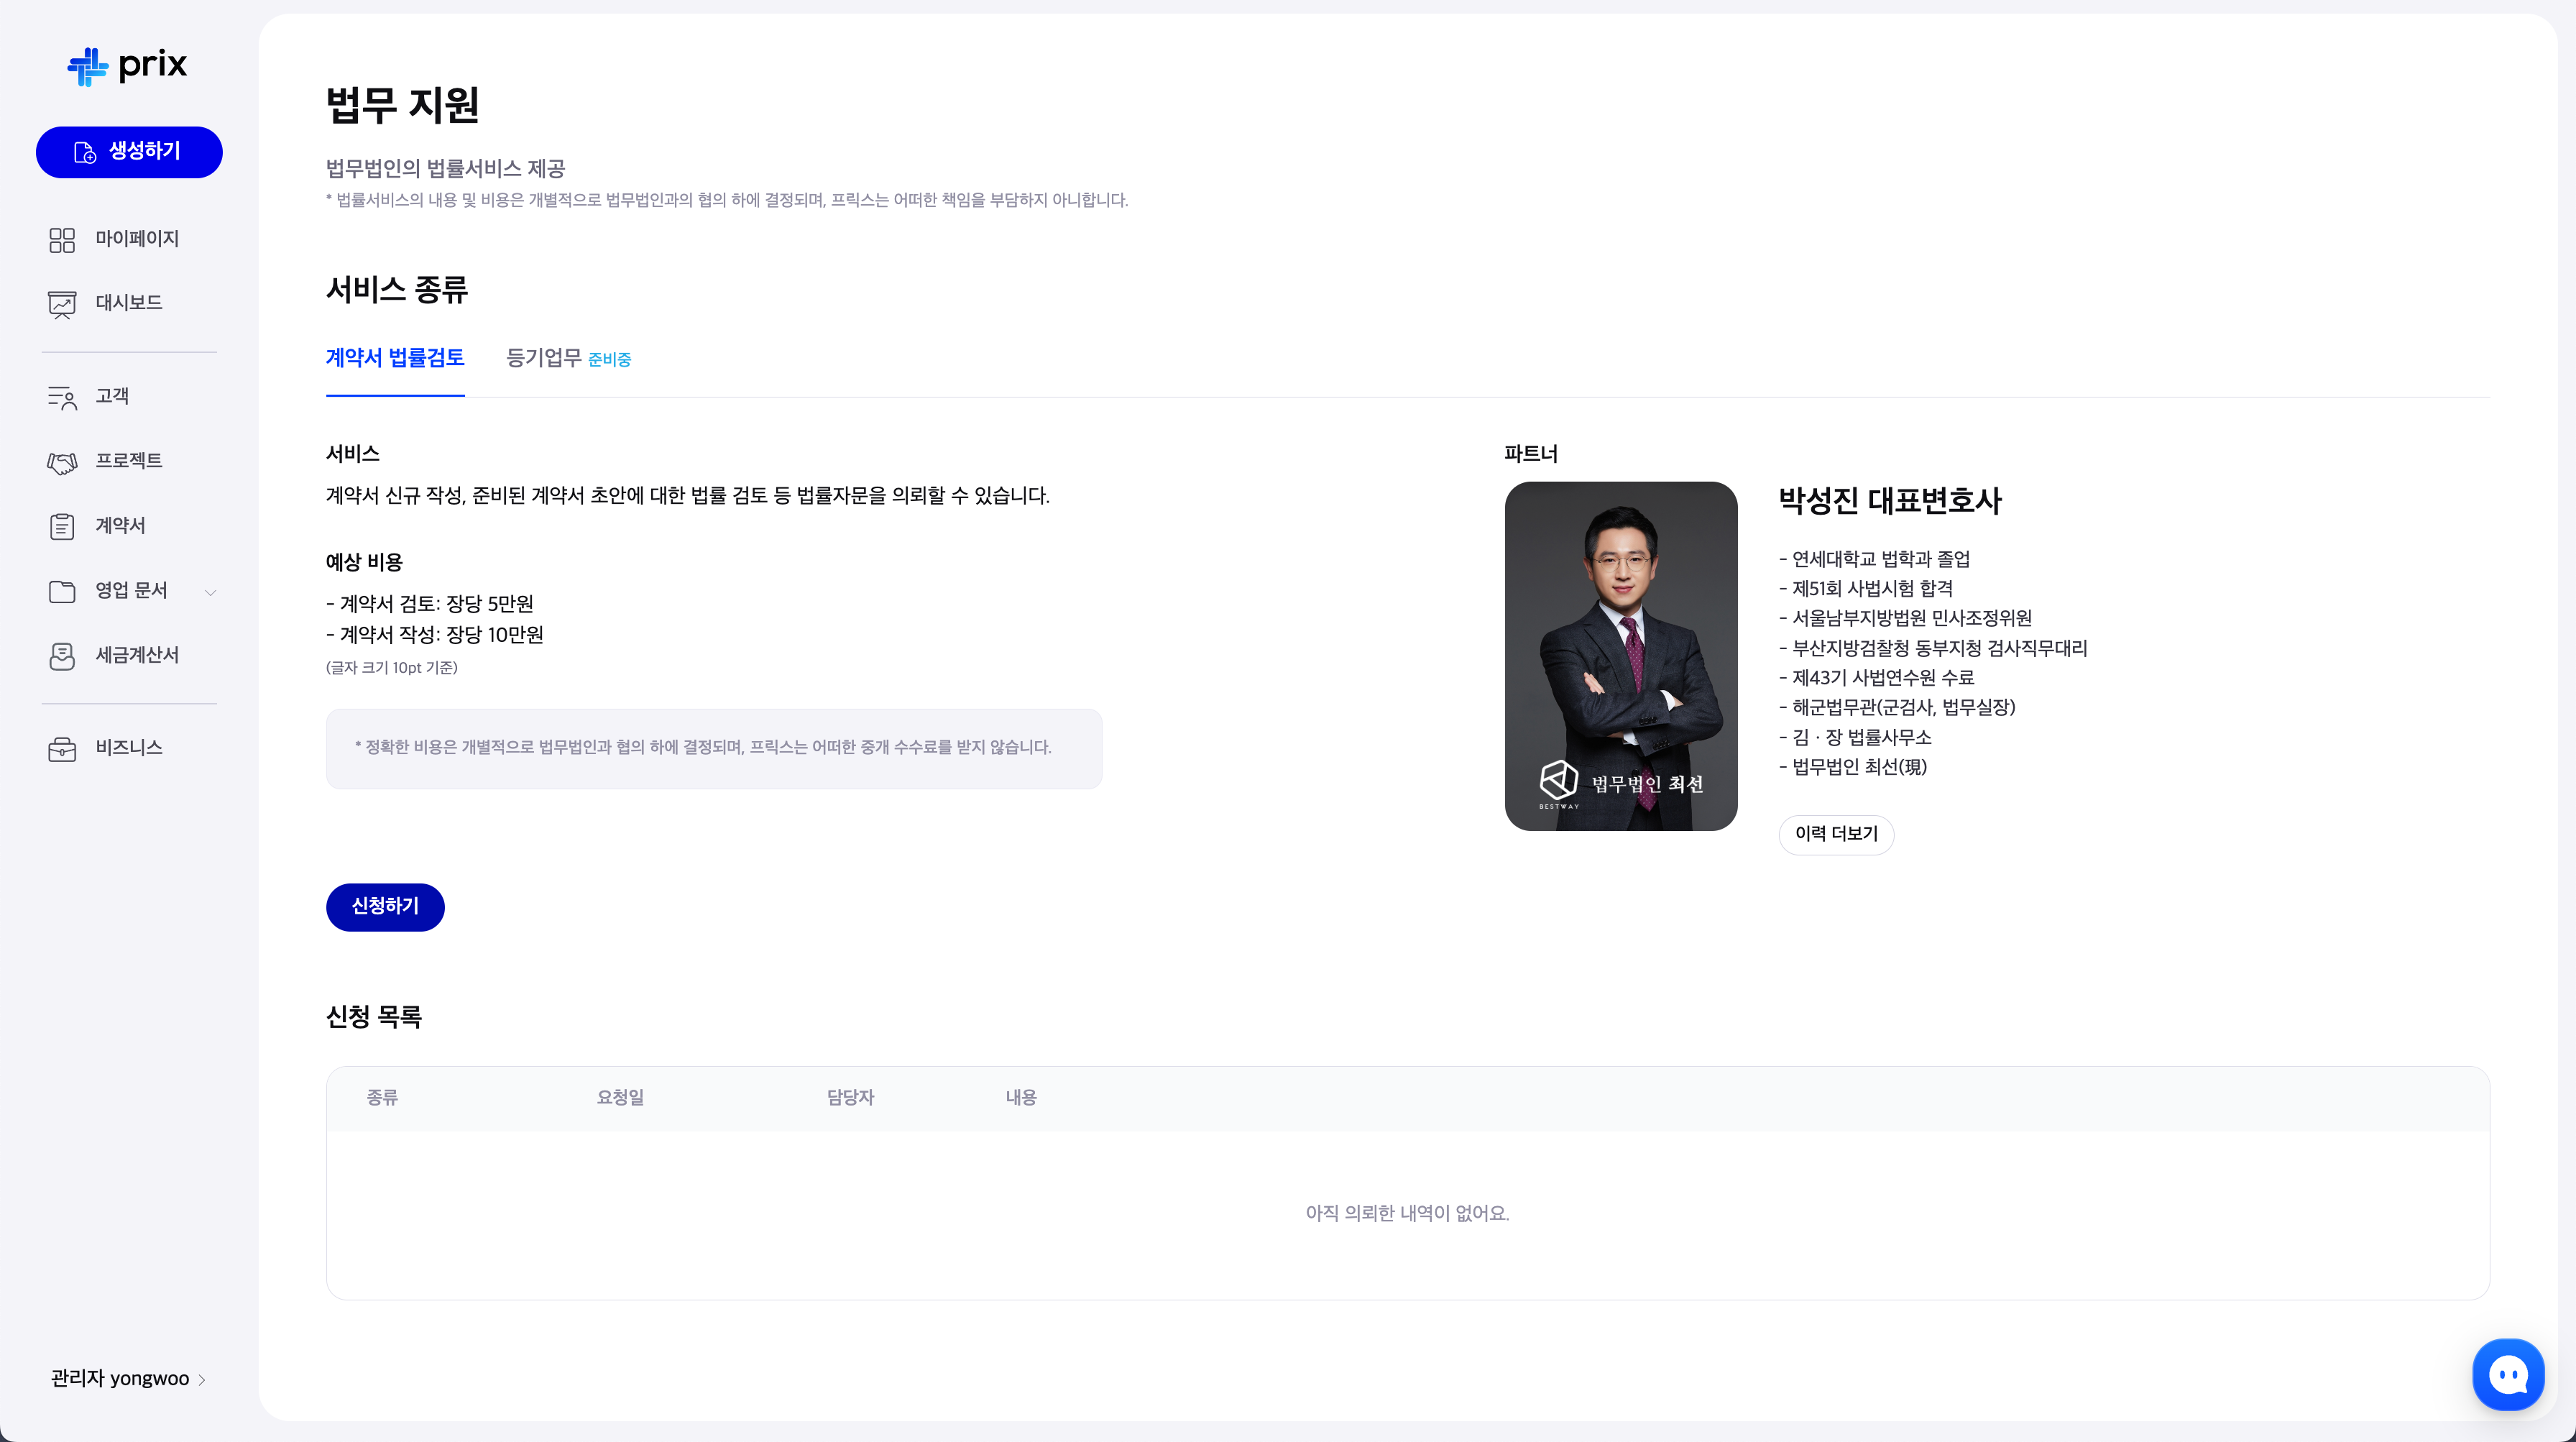 prix
생성하기
마이페이지
대시보드
고객
프로젝트
계약서
영업 문서
세금계산서
비즈니스
관리자 yongwoo
법무 지원
법무법인의 법률서비스 제공
* 법률서비스의 내용 및 비용은 개별적으로 법무법인과의 협의 하에 결정되며, 프릭스는 어떠한 책임을 부담하지 아니합니다.
서비스 종류
계약서 법률검토
등기업무 준비중
서비스
계약서 신규 작성, 준비된 계약서 초안에 대한 법률 검토 등 법률자문을 의뢰할 수 있습니다.
예상 비용
- 계약서 검토: 장당 5만원
- 계약서 작성: 장당 10만원
(글자 크기 10pt 기준)
* 정확한 비용은 개별적으로 법무법인과 협의 하에 결정되며, 프릭스는 어떠한 중개 수수료를 받지 않습니다.
신청하기
파트너
BESTWAY
법무법인 최선
박성진 대표변호사
- 연세대학교 법학과 졸업
- 제51회 사법시험 합격
- 서울남부지방법원 민사조정위원
- 부산지방검찰청 동부지청 검사직무대리
- 제43기 사법연수원 수료
- 해군법무관(군검사, 법무실장)
- 김 · 장 법률사무소
- 법무법인 최선(現)
이력 더보기
신청 목록
종류 요청일 담당자 내용
아직 의뢰한 내역이 없어요.